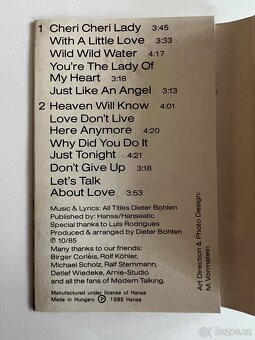 1 Cheri Cheri Lady 3:45
With A Little Love 3:33
Wild Wild Water 4:17
You're The Lady Of
My Heart 3:18
Just Like An Angel 3:13
2 Heaven Will Know 4:01
Love Don't Live
Here Anymore 4:20
Why Did You Do It
Just Tonight 4:21
Don't Give Up 3:18
Let's Talk
About Love 3:53
Music & Lyrics: All Titles Dieter Bohlen
Published by: Hansa/Hanseatic
Special thanks to Luis Rodrigues
Produced & arranged by Dieter Bohlen
℗ 10/85
Many thanks to our friends:
Birger Corleis, Rolf Köhler,
Michael Scholz, Ralf Stemmann,
Detlef Wiedeke, Arnie-Studio
and all the fans of Modern Talking.
Manufactured under license of Hansa
Made in Hungary ℗ 1985 Hansa
Art Direction & Photo Design:
M. Vormstein
sbazos.cz